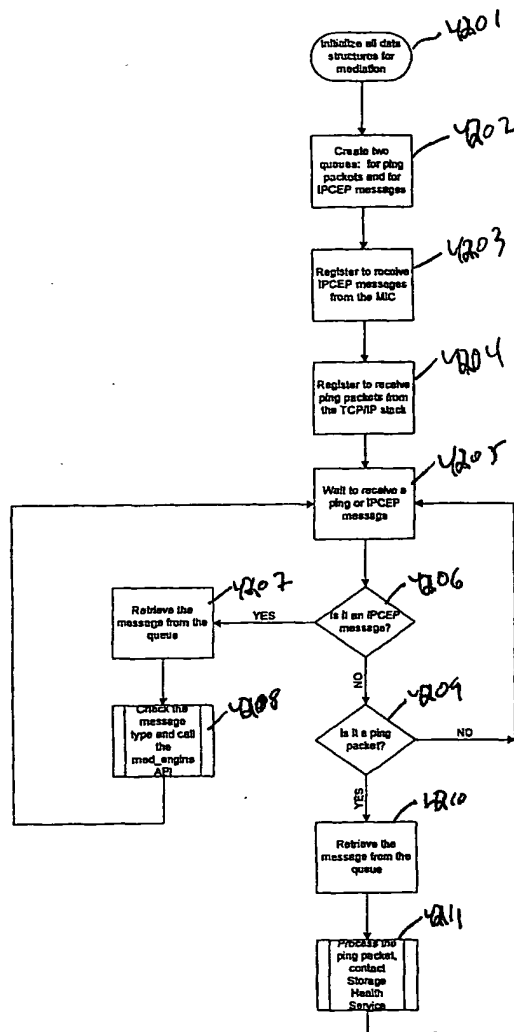 4201
Initialize all data
structures for
mediation
4202
Create two
queues: for ping
packets and for
IPCEP messages
4203
Register to receive
IPCEP messages
from the MIC
4204
Register to receive
ping packets from
the TCP/IP stack
4205
Wait to receive a
ping or IPCEP
message
4206
Is it an IPCEP
message?
YES
NO
4207
Retrieve the
message from the
queue
4208
Check the
message
type and call
the
med_engine
API
4209
Is it a ping
packet?
NO
YES
4210
Retrieve the
message from the
queue
4211
Process the
ping packet,
contact
Storage
Health
Service